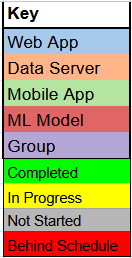 Key
Web App
Data Server
Mobile App
ML Model
Group
Completed
In Progress
Not Started
Behind Schedule